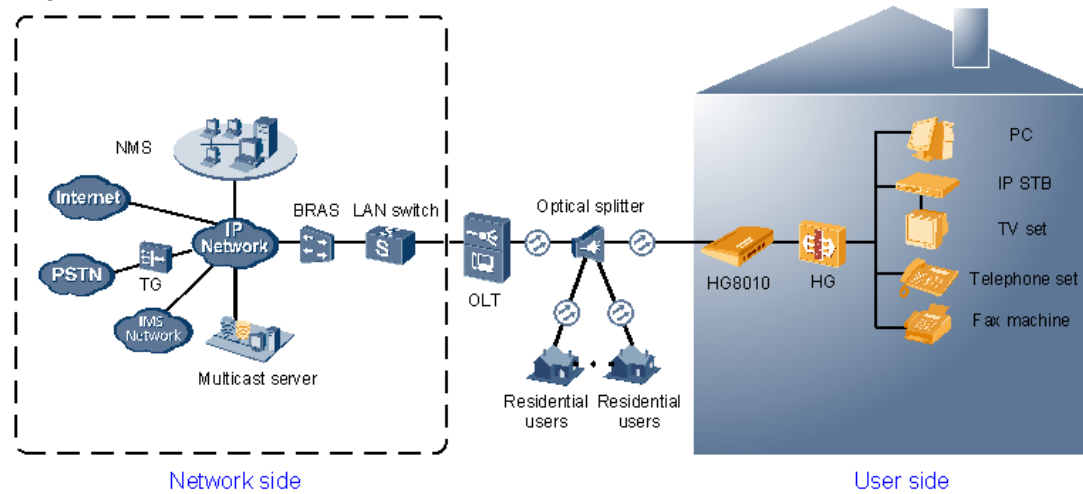 NMS
Internet
IP
Network
BRAS
LAN switch
PSTN
TG
IMS
Network
Multicast server
S
OLT
Optical splitter
Residential
users
Residential
users
HG8010
HG
PC
IP STB
TV set
Telephone set
Fax machine
Network side
User side